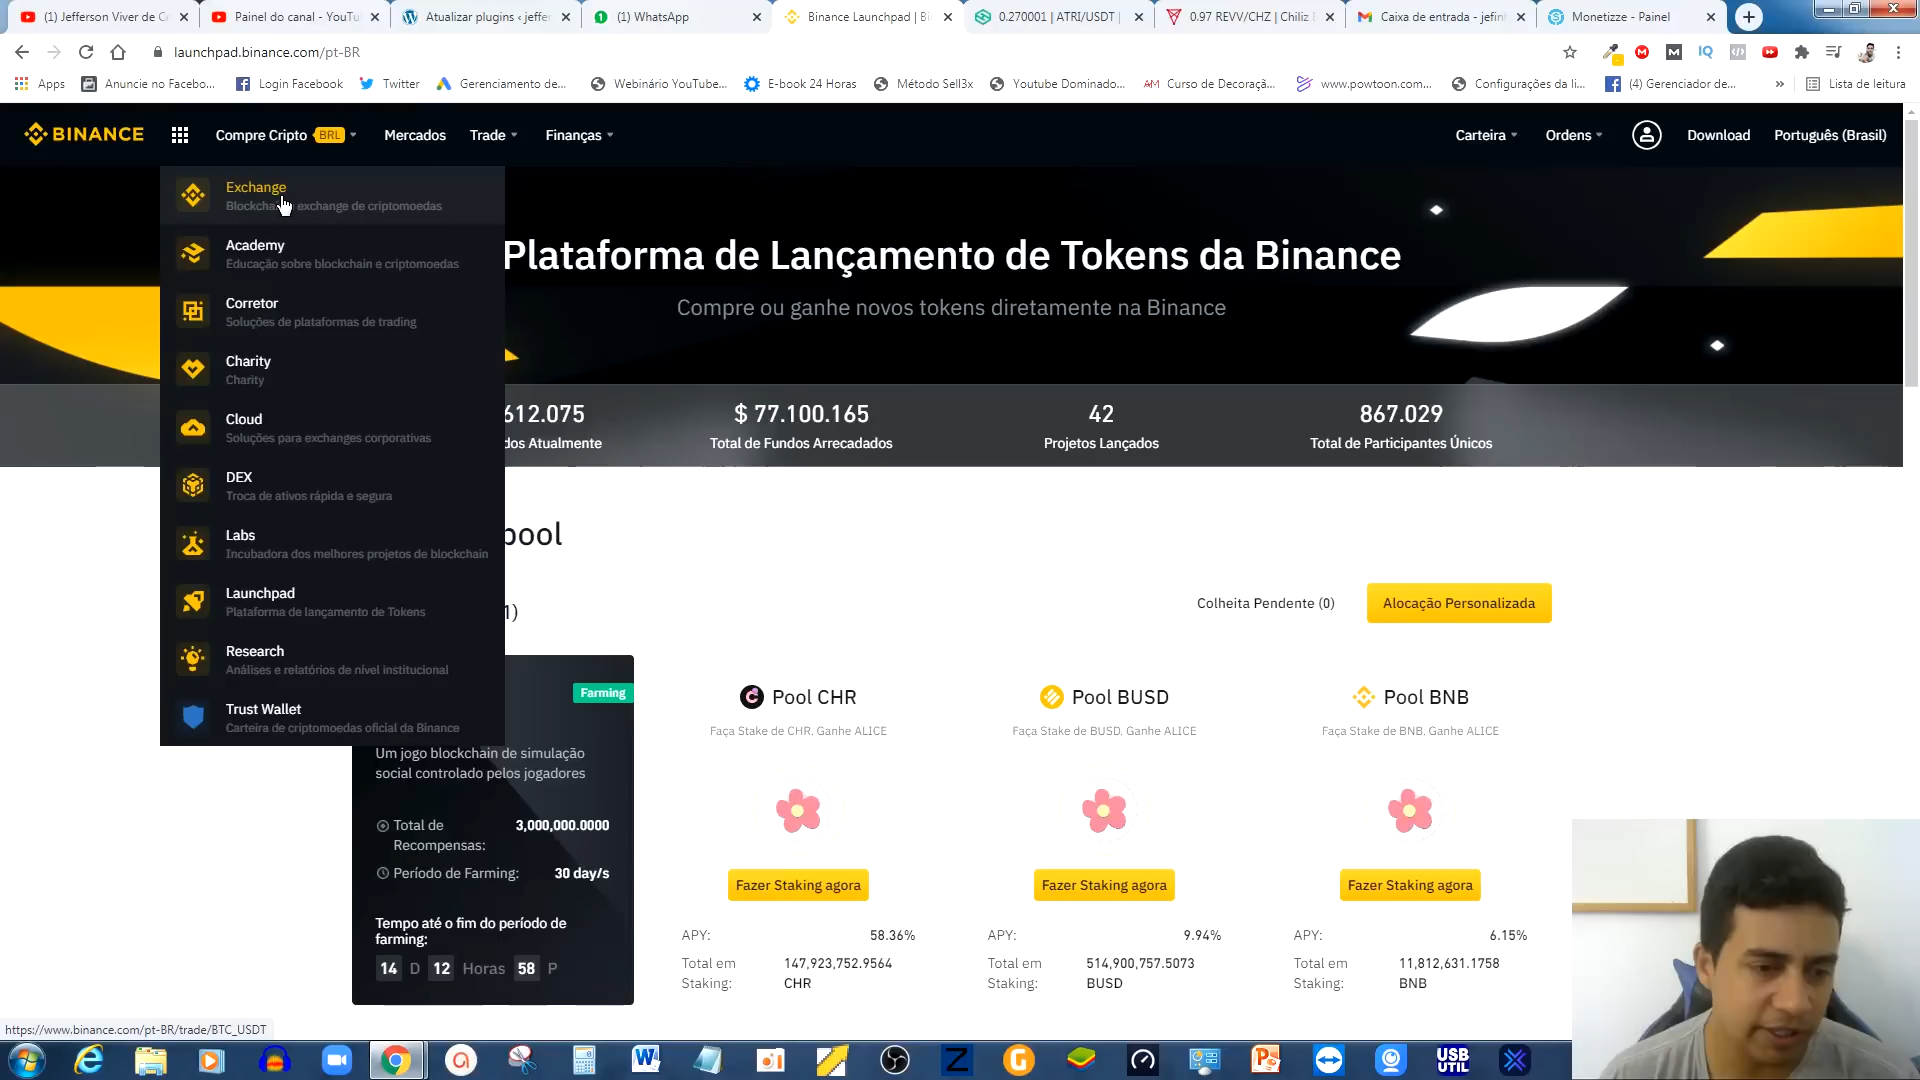 (1) Jefferson Viver de C
Painel do canal - YouTu
Atualizar plugins ‹ jeffe
(1) WhatsApp
Binance Launchpad | Bi
0.270001 | ATRI/USDT |
0.97 REVV/CHZ | Chiliz E
Caixa de entrada - jefin
Monetizze - Painel
launchpad.binance.com/pt-BR
Apps
Anuncie no Facebo...
Login Facebook
Twitter
Gerenciamento de...
Webinário YouTube...
E-book 24 Horas
Método Sell3x
Youtube Dominado...
AM Curso de Decoraçã...
www.powtoon.com...
Configurações da li...
(4) Gerenciador de...
»
Lista de leitura
BINANCE
Compre Cripto BRL
Mercados
Trade
Finanças
Carteira
Ordens
Download
Português (Brasil)
Exchange
Blockcha exchange de criptomoedas
Academy
Educação sobre blockchain e criptomoedas
Corretor
Soluções de plataformas de trading
Charity
Charity
Cloud
Soluções para exchanges corporativas
DEX
Troca de ativos rápida e segura
Labs
Incubadora dos melhores projetos de blockchain
Launchpad
Plataforma de lançamento de Tokens
Research
Análises e relatórios de nível institucional
Trust Wallet
Carteira de criptomoedas oficial da Binance
Plataforma de Lançamento de Tokens da Binance
Compre ou ganhe novos tokens diretamente na Binance
612.075
dos Atualmente
$ 77.100.165
Total de Fundos Arrecadados
42
Projetos Lançados
867.029
Total de Participantes Únicos
pool
1)
Colheita Pendente (0)
Alocação Personalizada
Farming
Um jogo blockchain de simulação
social controlado pelos jogadores
Total de Recompensas:
3,000,000.0000
Período de Farming:
30 day/s
Tempo até o fim do período de
farming:
14 D 12 Horas 58 P
Pool CHR
Faça Stake de CHR, Ganhe ALICE
Fazer Staking agora
APY:
58.36%
Total em Staking:
147,923,752.9564 CHR
Pool BUSD
Faça Stake de BUSD, Ganhe ALICE
Fazer Staking agora
APY:
9.94%
Total em Staking:
514,900,757.5073 BUSD
Pool BNB
Faça Stake de BNB, Ganhe ALICE
Fazer Staking agora
APY:
6.15%
Total em Staking:
11,812,631.1758 BNB
https://www.binance.com/pt-BR/trade/BTC_USDT
USB
UTIL